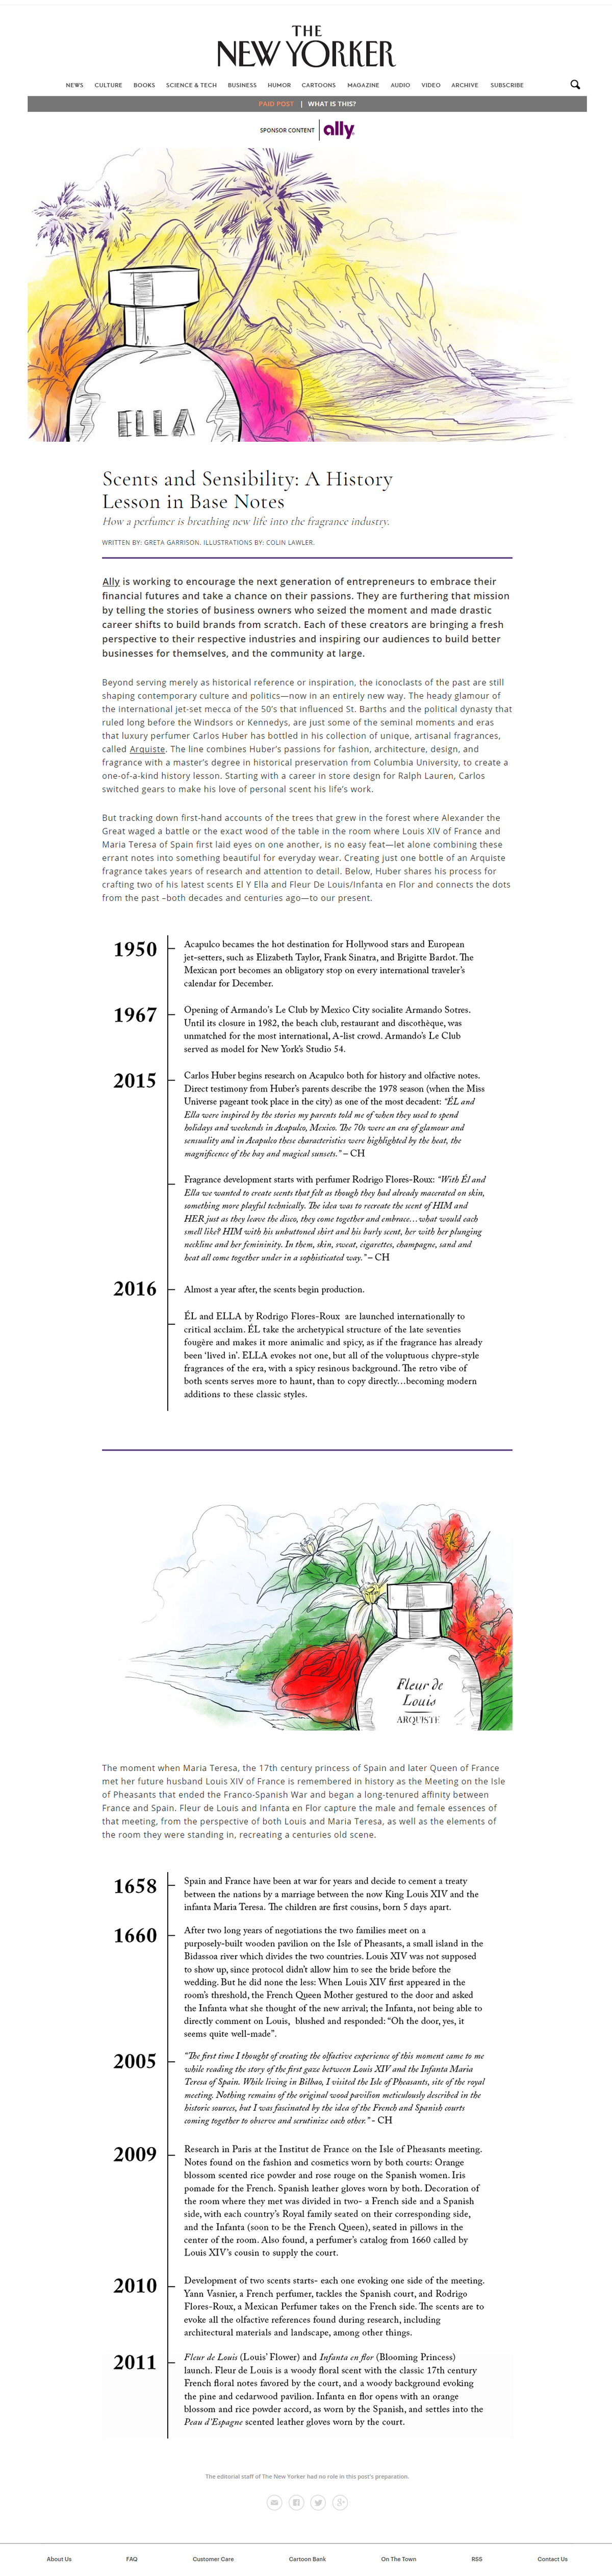 THE
NEW YORKER
NEWS CULTURE BOOKS SCIENCE & TECH BUSINESS HUMOR CARTOONS MAGAZINE AUDIO VIDEO ARCHIVE SUBSCRIBE
PAID POST | WHAT IS THIS?
SPONSOR CONTENT ally
ELLA
Scents and Sensibility: A History
Lesson in Base Notes
How a perfumer is breathing new life into the fragrance industry.
WRITTEN BY: GRETA GARRISON. ILLUSTRATIONS BY: COLIN LAWLER.
Ally is working to encourage the next generation of entrepreneurs to embrace their
financial futures and take a chance on their passions. They are furthering that mission
by telling the stories of business owners who seized the moment and made drastic
career shifts to build brands from scratch. Each of these creators are bringing a fresh
perspective to their respective industries and inspiring our audiences to build better
businesses for themselves, and the community at large.
Beyond serving merely as historical reference or inspiration, the iconoclasts of the past are still
shaping contemporary culture and politics—now in an entirely new way. The heady glamour of
the international jet-set mecca of the 50's that influenced St. Barths and the political dynasty that
ruled long before the Windsors or Kennedys, are just some of the seminal moments and eras
that luxury perfumer Carlos Huber has bottled in his collection of unique, artisanal fragrances,
called Arquiste. The line combines Huber's passions for fashion, architecture, design, and
fragrance with a master's degree in historical preservation from Columbia University, to create a
one-of-a-kind history lesson. Starting with a career in store design for Ralph Lauren, Carlos
switched gears to make his love of personal scent his life's work.
But tracking down first-hand accounts of the trees that grew in the forest where Alexander the
Great waged a battle or the exact wood of the table in the room where Louis XIV of France and
Maria Teresa of Spain first laid eyes on one another, is no easy feat—let alone combining these
errant notes into something beautiful for everyday wear. Creating just one bottle of an Arquiste
fragrance takes years of research and attention to detail. Below, Huber shares his process for
crafting two of his latest scents El Y Ella and Fleur De Louis/Infanta en Flor and connects the dots
from the past –both decades and centuries ago—to our present.
1950
Acapulco becames the hot destination for Hollywood stars and European
jet-setters, such as Elizabeth Taylor, Frank Sinatra, and Brigitte Bardot. The
Mexican port becomes an obligatory stop on every international traveler's
calendar for December.
1967
Opening of Armando's Le Club by Mexico City socialite Armando Sotres.
Until its closure in 1982, the beach club, restaurant and discothèque, was
unmatched for the most international, A-list crowd. Armando's Le Club
served as model for New York's Studio 54.
2015
Carlos Huber begins research on Acapulco both for history and olfactive notes.
Direct testimony from Huber's parents describe the 1978 season (when the Miss
Universe pageant took place in the city) as one of the most decadent: "ÉL and
Ella were inspired by the stories my parents told me of when they used to spend
holidays and weekends in Acapulco, Mexico. The 70s were an era of glamour and
sensuality and in Acapulco these characteristics were highlighted by the heat, the
magnificence of the bay and magical sunsets." – CH
Fragrance development starts with perfumer Rodrigo Flores-Roux: "With Él and
Ella we wanted to create scents that felt as though they had already macerated on skin,
something more playful technically. The idea was to recreate the scent of HIM and
HER just as they leave the disco, they come together and embrace...what would each
smell like? HIM with his unbuttoned shirt and his burly scent, her with her plunging
neckline and her femininity. In them, skin, sweat, cigarettes, champagne, sand and
heat all come together under in a sophisticated way." – CH
2016
Almost a year after, the scents begin production.
ÉL and ELLA by Rodrigo Flores-Roux are launched internationally to
critical acclaim. ÉL take the archetypical structure of the late seventies
fougère and makes it more animalic and spicy, as if the fragrance has already
been 'lived in'. ELLA evokes not one, but all of the voluptuous chypre-style
fragrances of the era, with a spicy resinous background. The retro vibe of
both scents serves more to haunt, than to copy directly...becoming modern
additions to these classic styles.
Fleur de
Louis
ARQUISTE
The moment when Maria Teresa, the 17th century princess of Spain and later Queen of France
met her future husband Louis XIV of France is remembered in history as the Meeting on the Isle
of Pheasants that ended the Franco-Spanish War and began a long-tenured affinity between
France and Spain. Fleur de Louis and Infanta en Flor capture the male and female essences of
that meeting, from the perspective of both Louis and Maria Teresa, as well as the elements of
the room they were standing in, recreating a centuries old scene.
1658
Spain and France have been at war for years and decide to cement a treaty
between the nations by a marriage between the now King Louis XIV and the
infanta Maria Teresa. The children are first cousins, born 5 days apart.
1660
After two long years of negotiations the two families meet on a
purposely-built wooden pavilion on the Isle of Pheasants, a small island in the
Bidassoa river which divides the two countries. Louis XIV was not supposed
to show up, since protocol didn't allow him to see the bride before the
wedding. But he did none the less: When Louis XIV first appeared in the
room's threshold, the French Queen Mother gestured to the door and asked
the Infanta what she thought of the new arrival; the Infanta, not being able to
directly comment on Louis, blushed and responded: "Oh the door, yes, it
seems quite well-made".
2005
"The first time I thought of creating the olfactive experience of this moment came to me
while reading the story of the first gaze between Louis XIV and the Infanta Maria
Teresa of Spain. While living in Bilbao, I visited the Isle of Pheasants, site of the royal
meeting. Nothing remains of the original wood pavilion meticulously described in the
historic sources, but I was fascinated by the idea of the French and Spanish courts
coming together to observe and scrutinize each other." - CH
2009
Research in Paris at the Institut de France on the Isle of Pheasants meeting.
Notes found on the fashion and cosmetics worn by both courts: Orange
blossom scented rice powder and rose rouge on the Spanish women. Iris
pomade for the French. Spanish leather gloves worn by both. Decoration of
the room where they met was divided in two- a French side and a Spanish
side, with each country's Royal family seated on their corresponding side,
and the Infanta (soon to be the French Queen), seated in pillows in the
center of the room. Also found, a perfumer's catalog from 1660 called by
Louis XIV's cousin to supply the court.
2010
Development of two scents starts- each one evoking one side of the meeting.
Yann Vasnier, a French perfumer, tackles the Spanish court, and Rodrigo
Flores-Roux, a Mexican Perfumer takes on the French side. The scents are to
evoke all the olfactive references found during research, including
architectural materials and landscape, among other things.
2011
Fleur de Louis (Louis' Flower) and Infanta en flor (Blooming Princess)
launch. Fleur de Louis is a woody floral scent with the classic 17th century
French floral notes favored by the court, and a woody background evoking
the pine and cedarwood pavilion. Infanta en flor opens with an orange
blossom and rice powder accord, as worn by the Spanish, and settles into the
Peau d'Espagne scented leather gloves worn by the court.
The editorial staff of The New Yorker had no role in this post's preparation.
About Us FAQ Customer Care Cartoon Bank On The Town RSS Contact Us